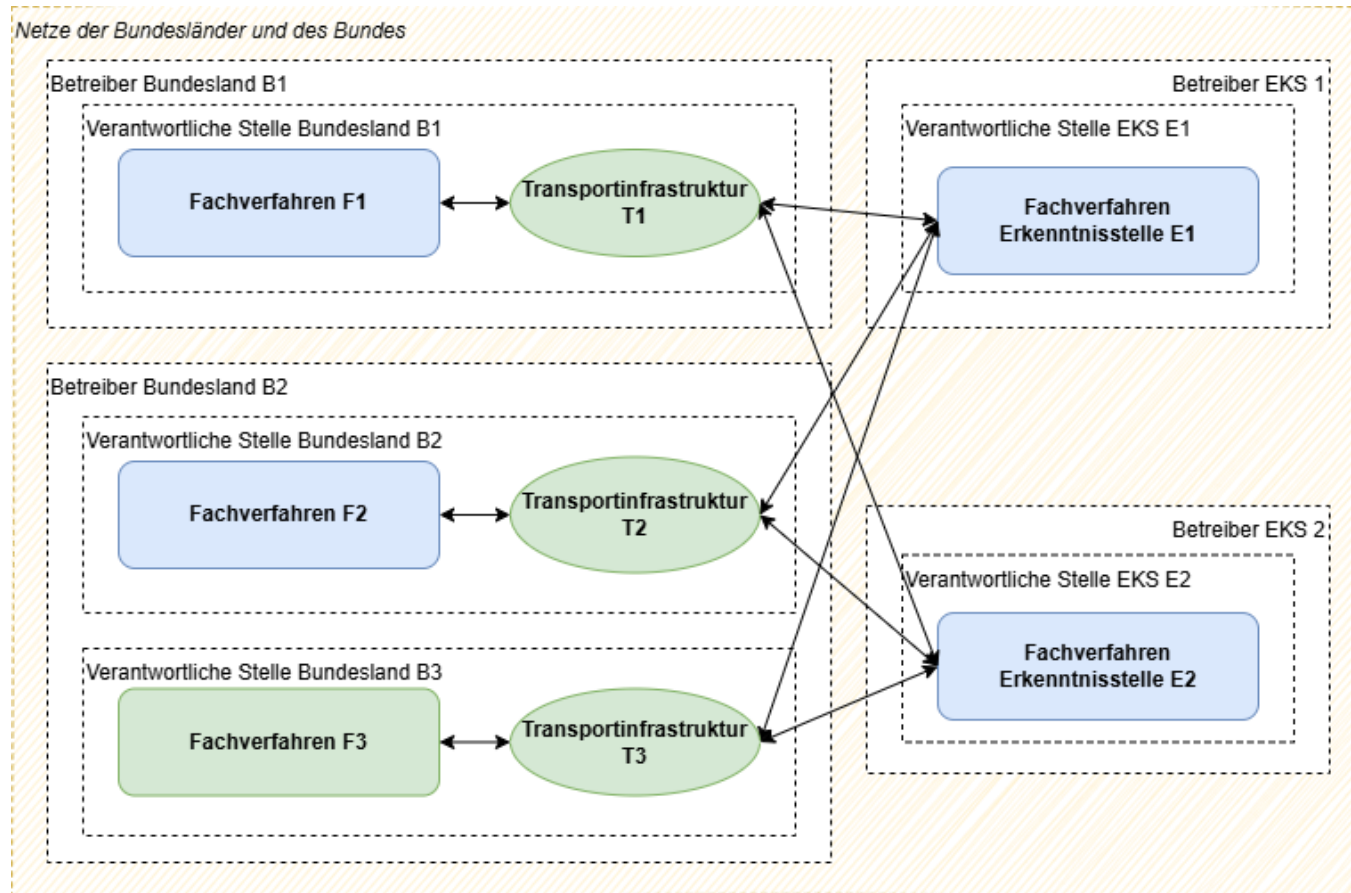 Netze der Bundesländer und des Bundes
Betreiber Bundesland B1
Verantwortliche Stelle Bundesland B1
Fachverfahren F1
Transportinfrastruktur
T1
Betreiber EKS 1
Verantwortliche Stelle EKS E1
Fachverfahren
Erkenntnisstelle E1
Betreiber Bundesland B2
Verantwortliche Stelle Bundesland B2
Fachverfahren F2
Transportinfrastruktur
T2
Verantwortliche Stelle Bundesland B3
Fachverfahren F3
Transportinfrastruktur
T3
Betreiber EKS 2
Verantwortliche Stelle EKS E2
Fachverfahren
Erkenntnisstelle E2